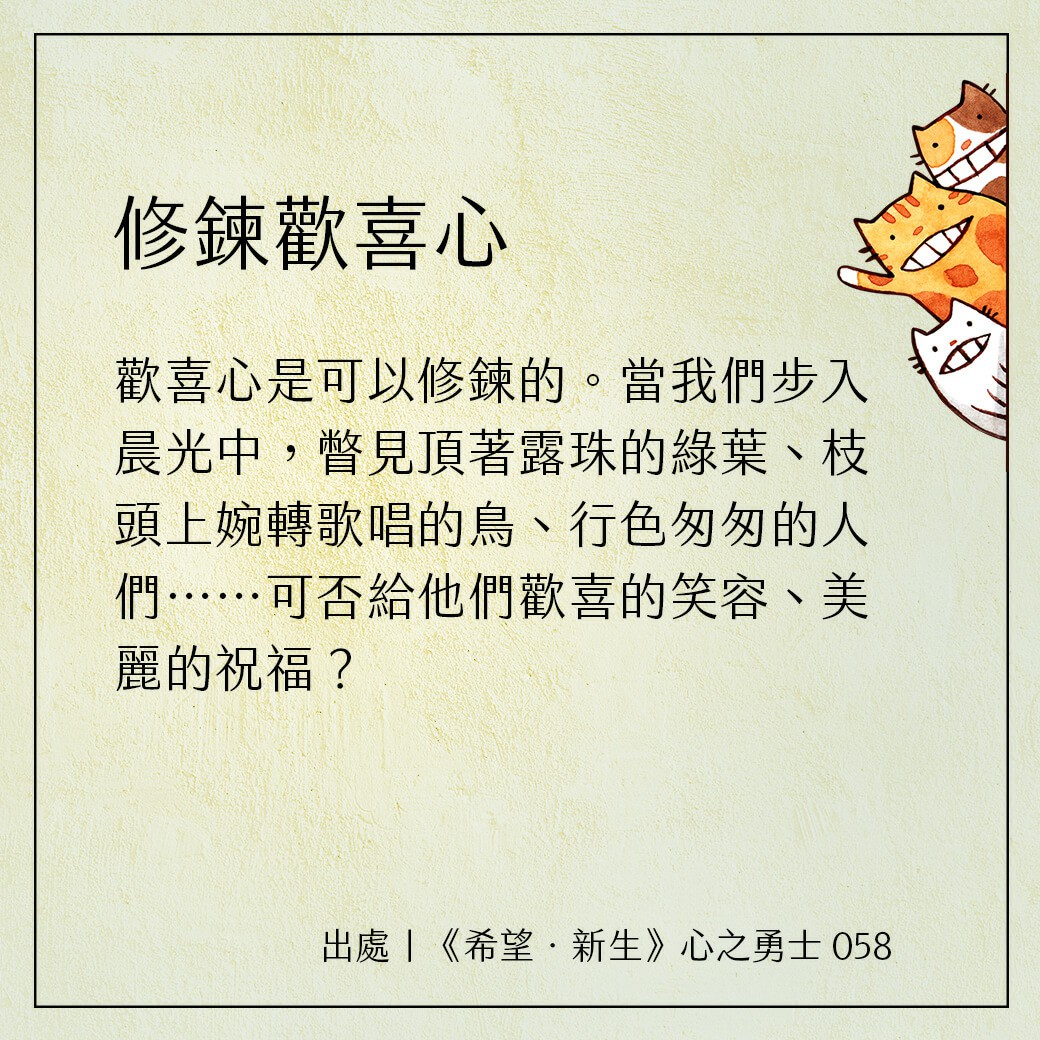 修鍊歡喜心
歡喜心是可以修鍊的。當我們步入
晨光中，瞥見頂著露珠的綠葉、枝
頭上婉轉歌唱的鳥、行色匆匆的人
們……可否給他們歡喜的笑容、美
麗的祝福？
出處｜《希望．新生》心之勇士 058